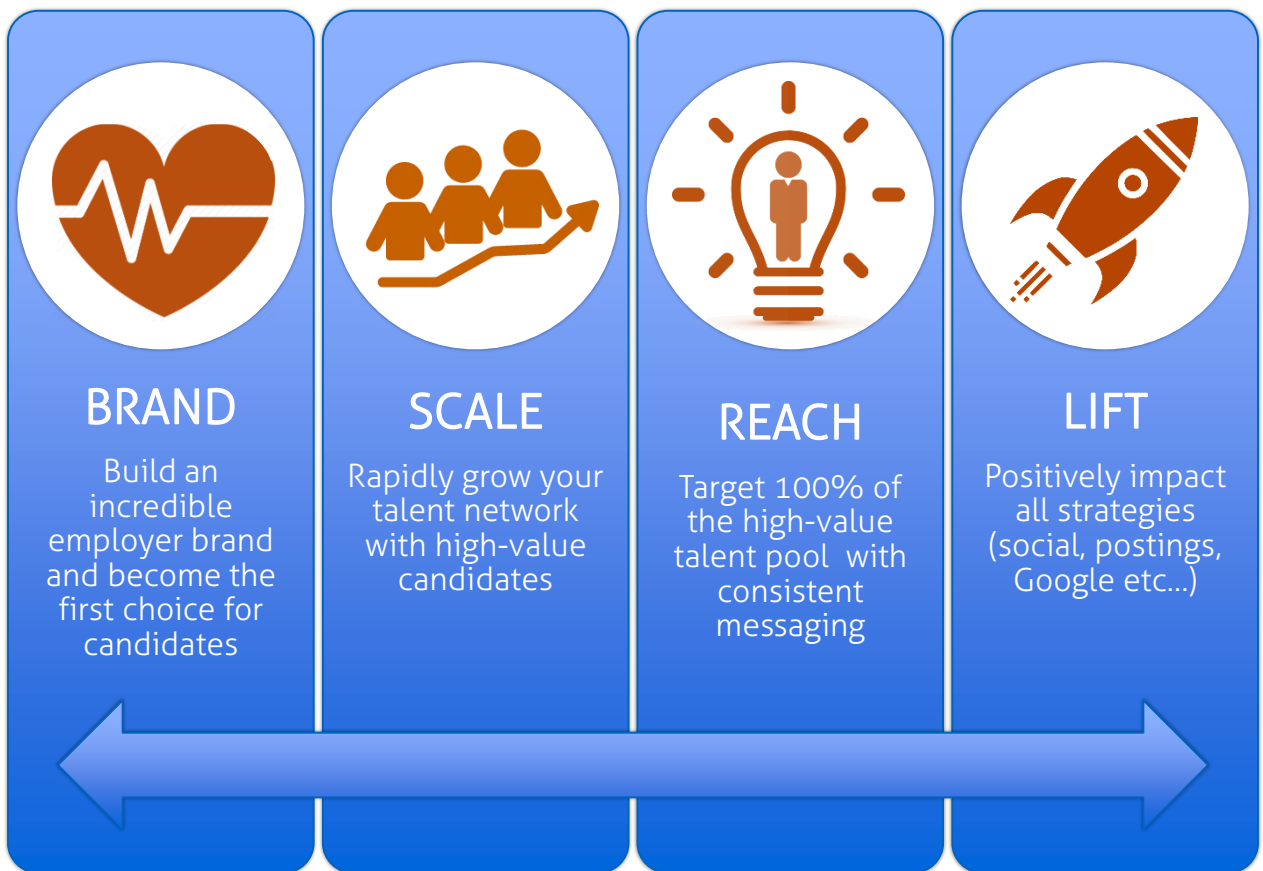 BRAND
Build an
incredible
employer brand
and become the
first choice for
candidates
SCALE
Rapidly grow your
talent network
with high-value
candidates
REACH
Target 100% of
the high-value
talent pool  with
consistent
messaging
LIFT
Positively impact
all strategies
(social, postings,
Google etc...)